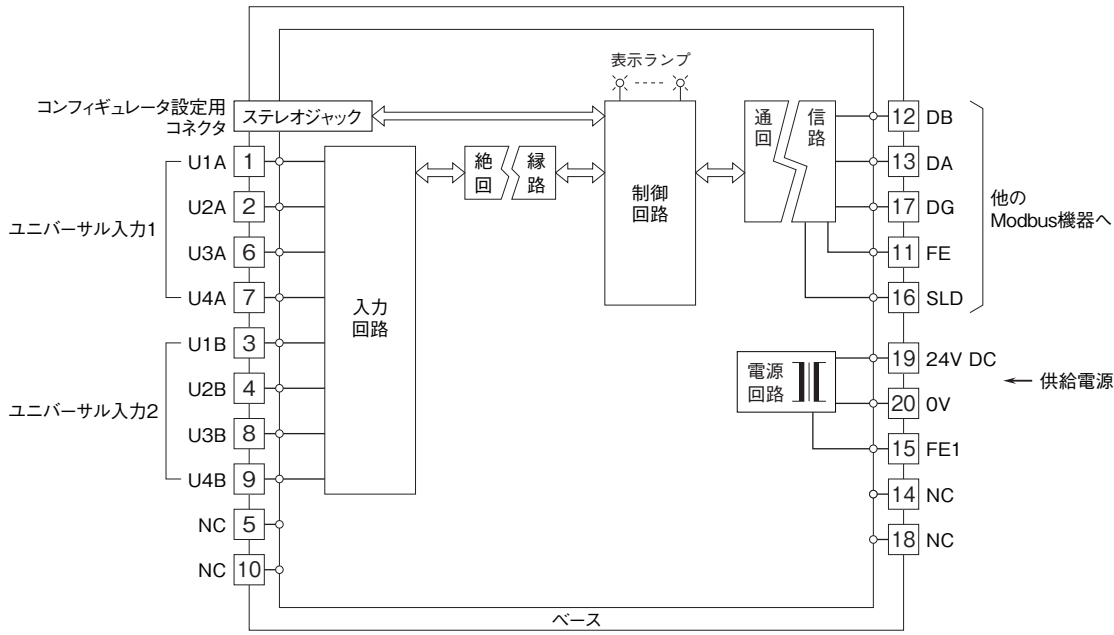 表示ランプ
コンフィギュレータ設定用
コネクタ
ステレオジャック
U1A 1
U2A 2
U3A 6
U4A 7
ユニバーサル入力1
U1B 3
U2B 4
U3B 8
U4B 9
ユニバーサル入力2
NC 5
NC 10
入力
回路
絶縁
回路
制御
回路
通信
回路
12 DB
13 DA
17 DG
11 FE
16 SLD
他の
Modbus機器へ
電源
回路
19 24V DC
20 0V
15 FE1
供給電源
14 NC
18 NC
ベース